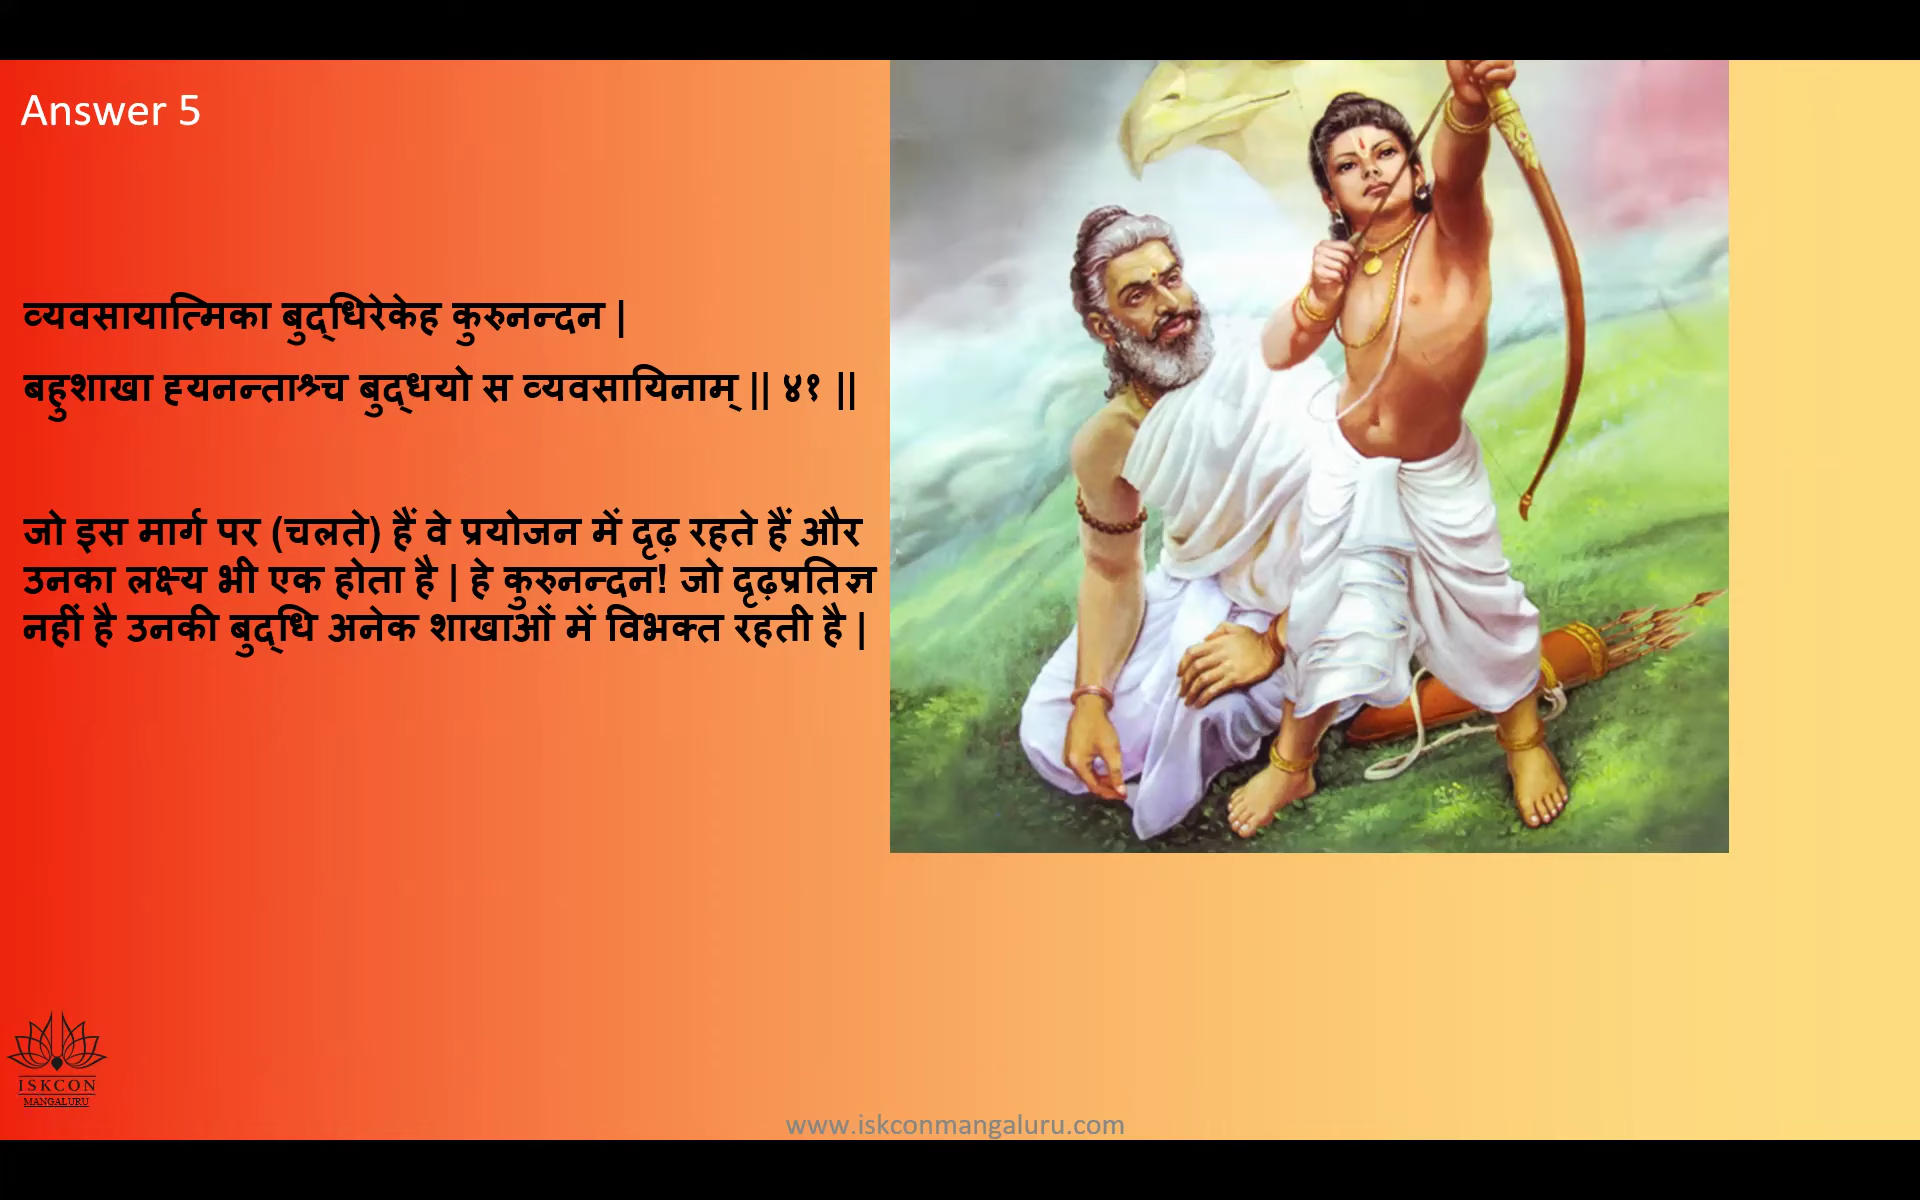 Answer 5
व्यवसायात्मिका बुद्धिरेकेह कुरुनन्दन |
बहुशाखा ह्यनन्ताश्र्च बुद्धयो स व्यवसायिनाम् || ४१ ||
जो इस मार्ग पर (चलते) हैं वे प्रयोजन में दृढ़ रहते हैं और
उनका लक्ष्य भी एक होता है | हे कुरुनन्दन! जो दृढ़प्रतिज्ञ
नहीं है उनकी बुद्धि अनेक शाखाओं में विभक्त रहती है |
ISKCON
MANGALURU
www.iskconmangaluru.com